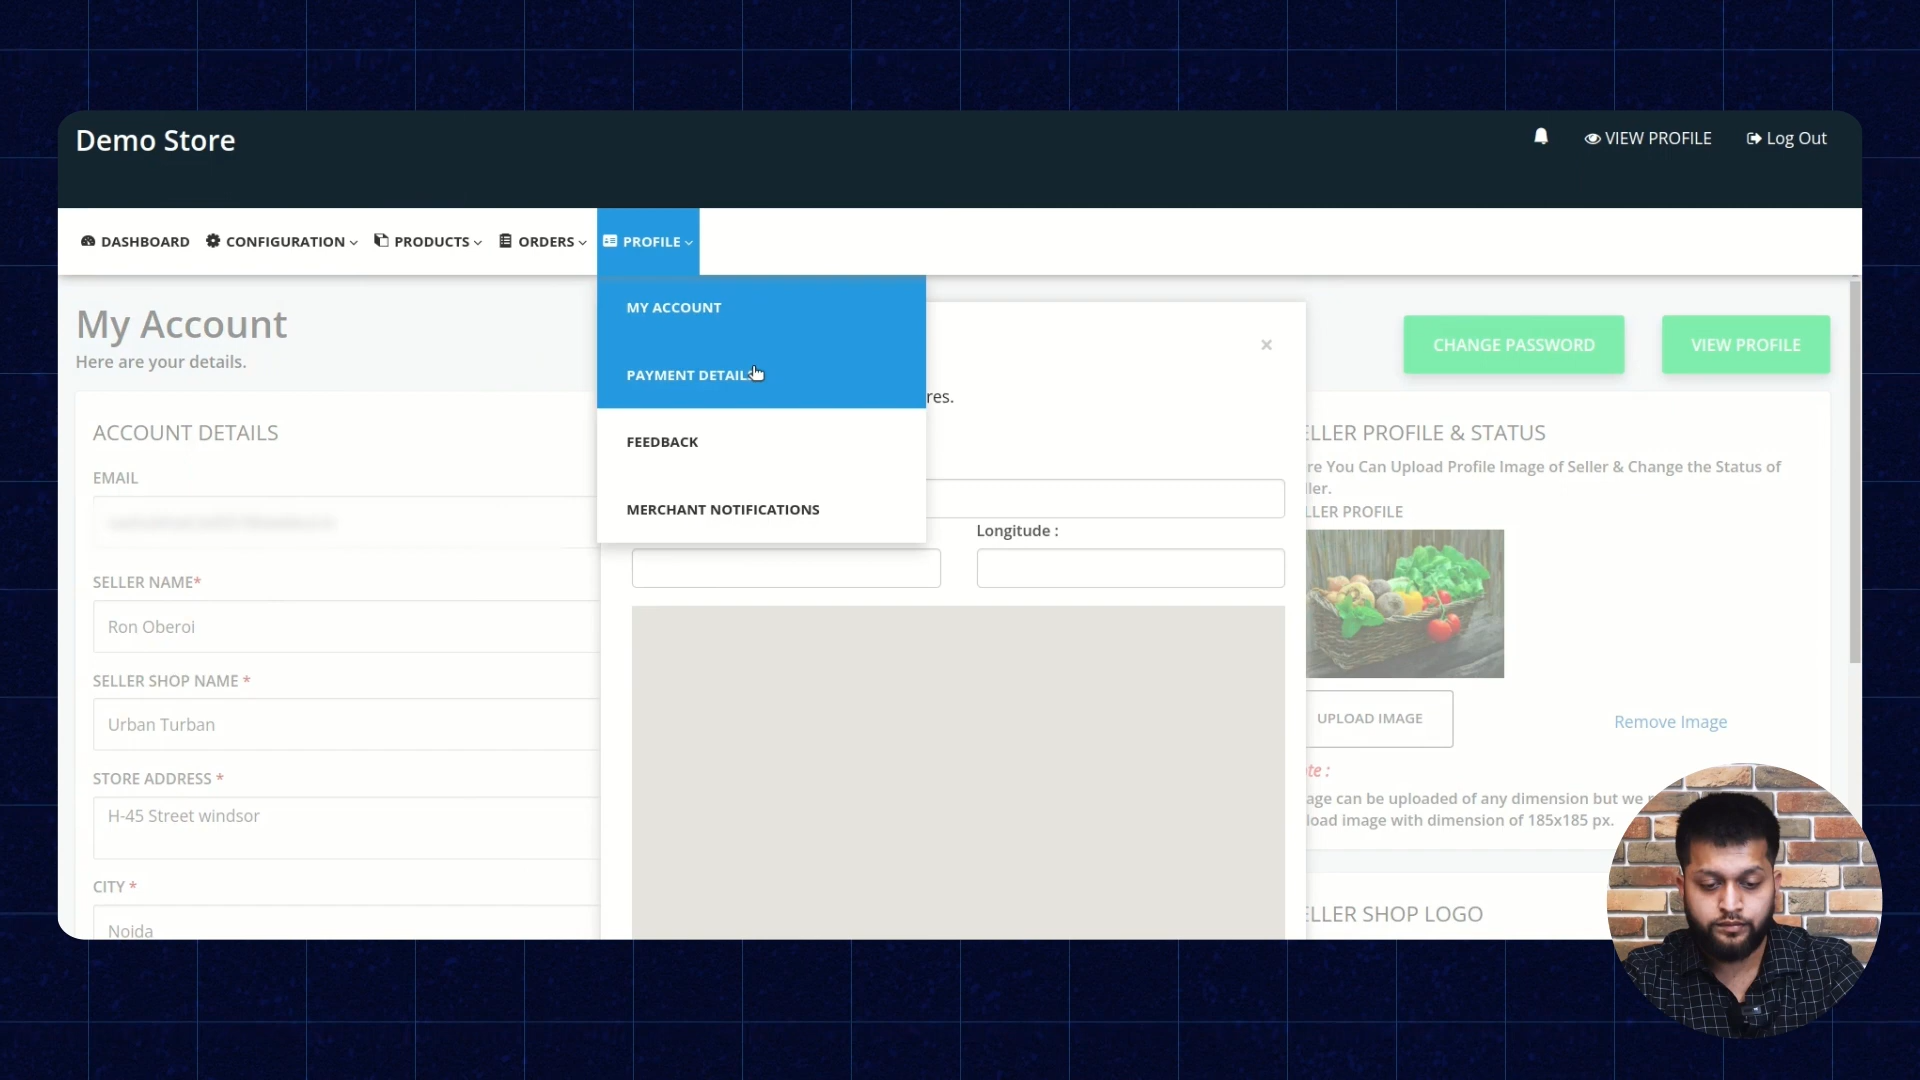 Demo Store
VIEW PROFILE
Log Out
DASHBOARD
CONFIGURATION
PRODUCTS
ORDERS
PROFILE
MY ACCOUNT
PAYMENT DETAILS
FEEDBACK
MERCHANT NOTIFICATIONS
My Account
Here are your details.
×
res.
CHANGE PASSWORD
VIEW PROFILE
ACCOUNT DETAILS
EMAIL
SELLER NAME*
Ron Oberoi
SELLER SHOP NAME *
Urban Turban
STORE ADDRESS *
H-45 Street windsor
CITY *
Noida
Longitude :
ELLER PROFILE & STATUS
re You Can Upload Profile Image of Seller & Change the Status of
ller.
LLER PROFILE
UPLOAD IMAGE
Remove Image
te :
age can be uploaded of any dimension but we
load image with dimension of 185x185 px.
ELLER SHOP LOGO